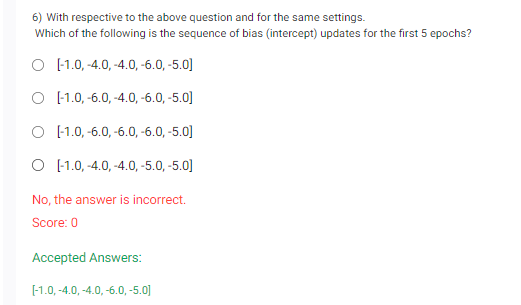 6) With respective to the above question and for the same settings.
Which of the following is the sequence of bias (intercept) updates for the first 5 epochs?
[-1.0, -4.0, -4.0, -6.0, -5.0]
[-1.0, -6.0, -4.0, -6.0, -5.0]
[-1.0, -6.0, -6.0, -6.0, -5.0]
[-1.0, -4.0, -4.0, -5.0, -5.0]
No, the answer is incorrect.
Score: 0
Accepted Answers:
[-1.0, -4.0, -4.0, -6.0, -5.0]